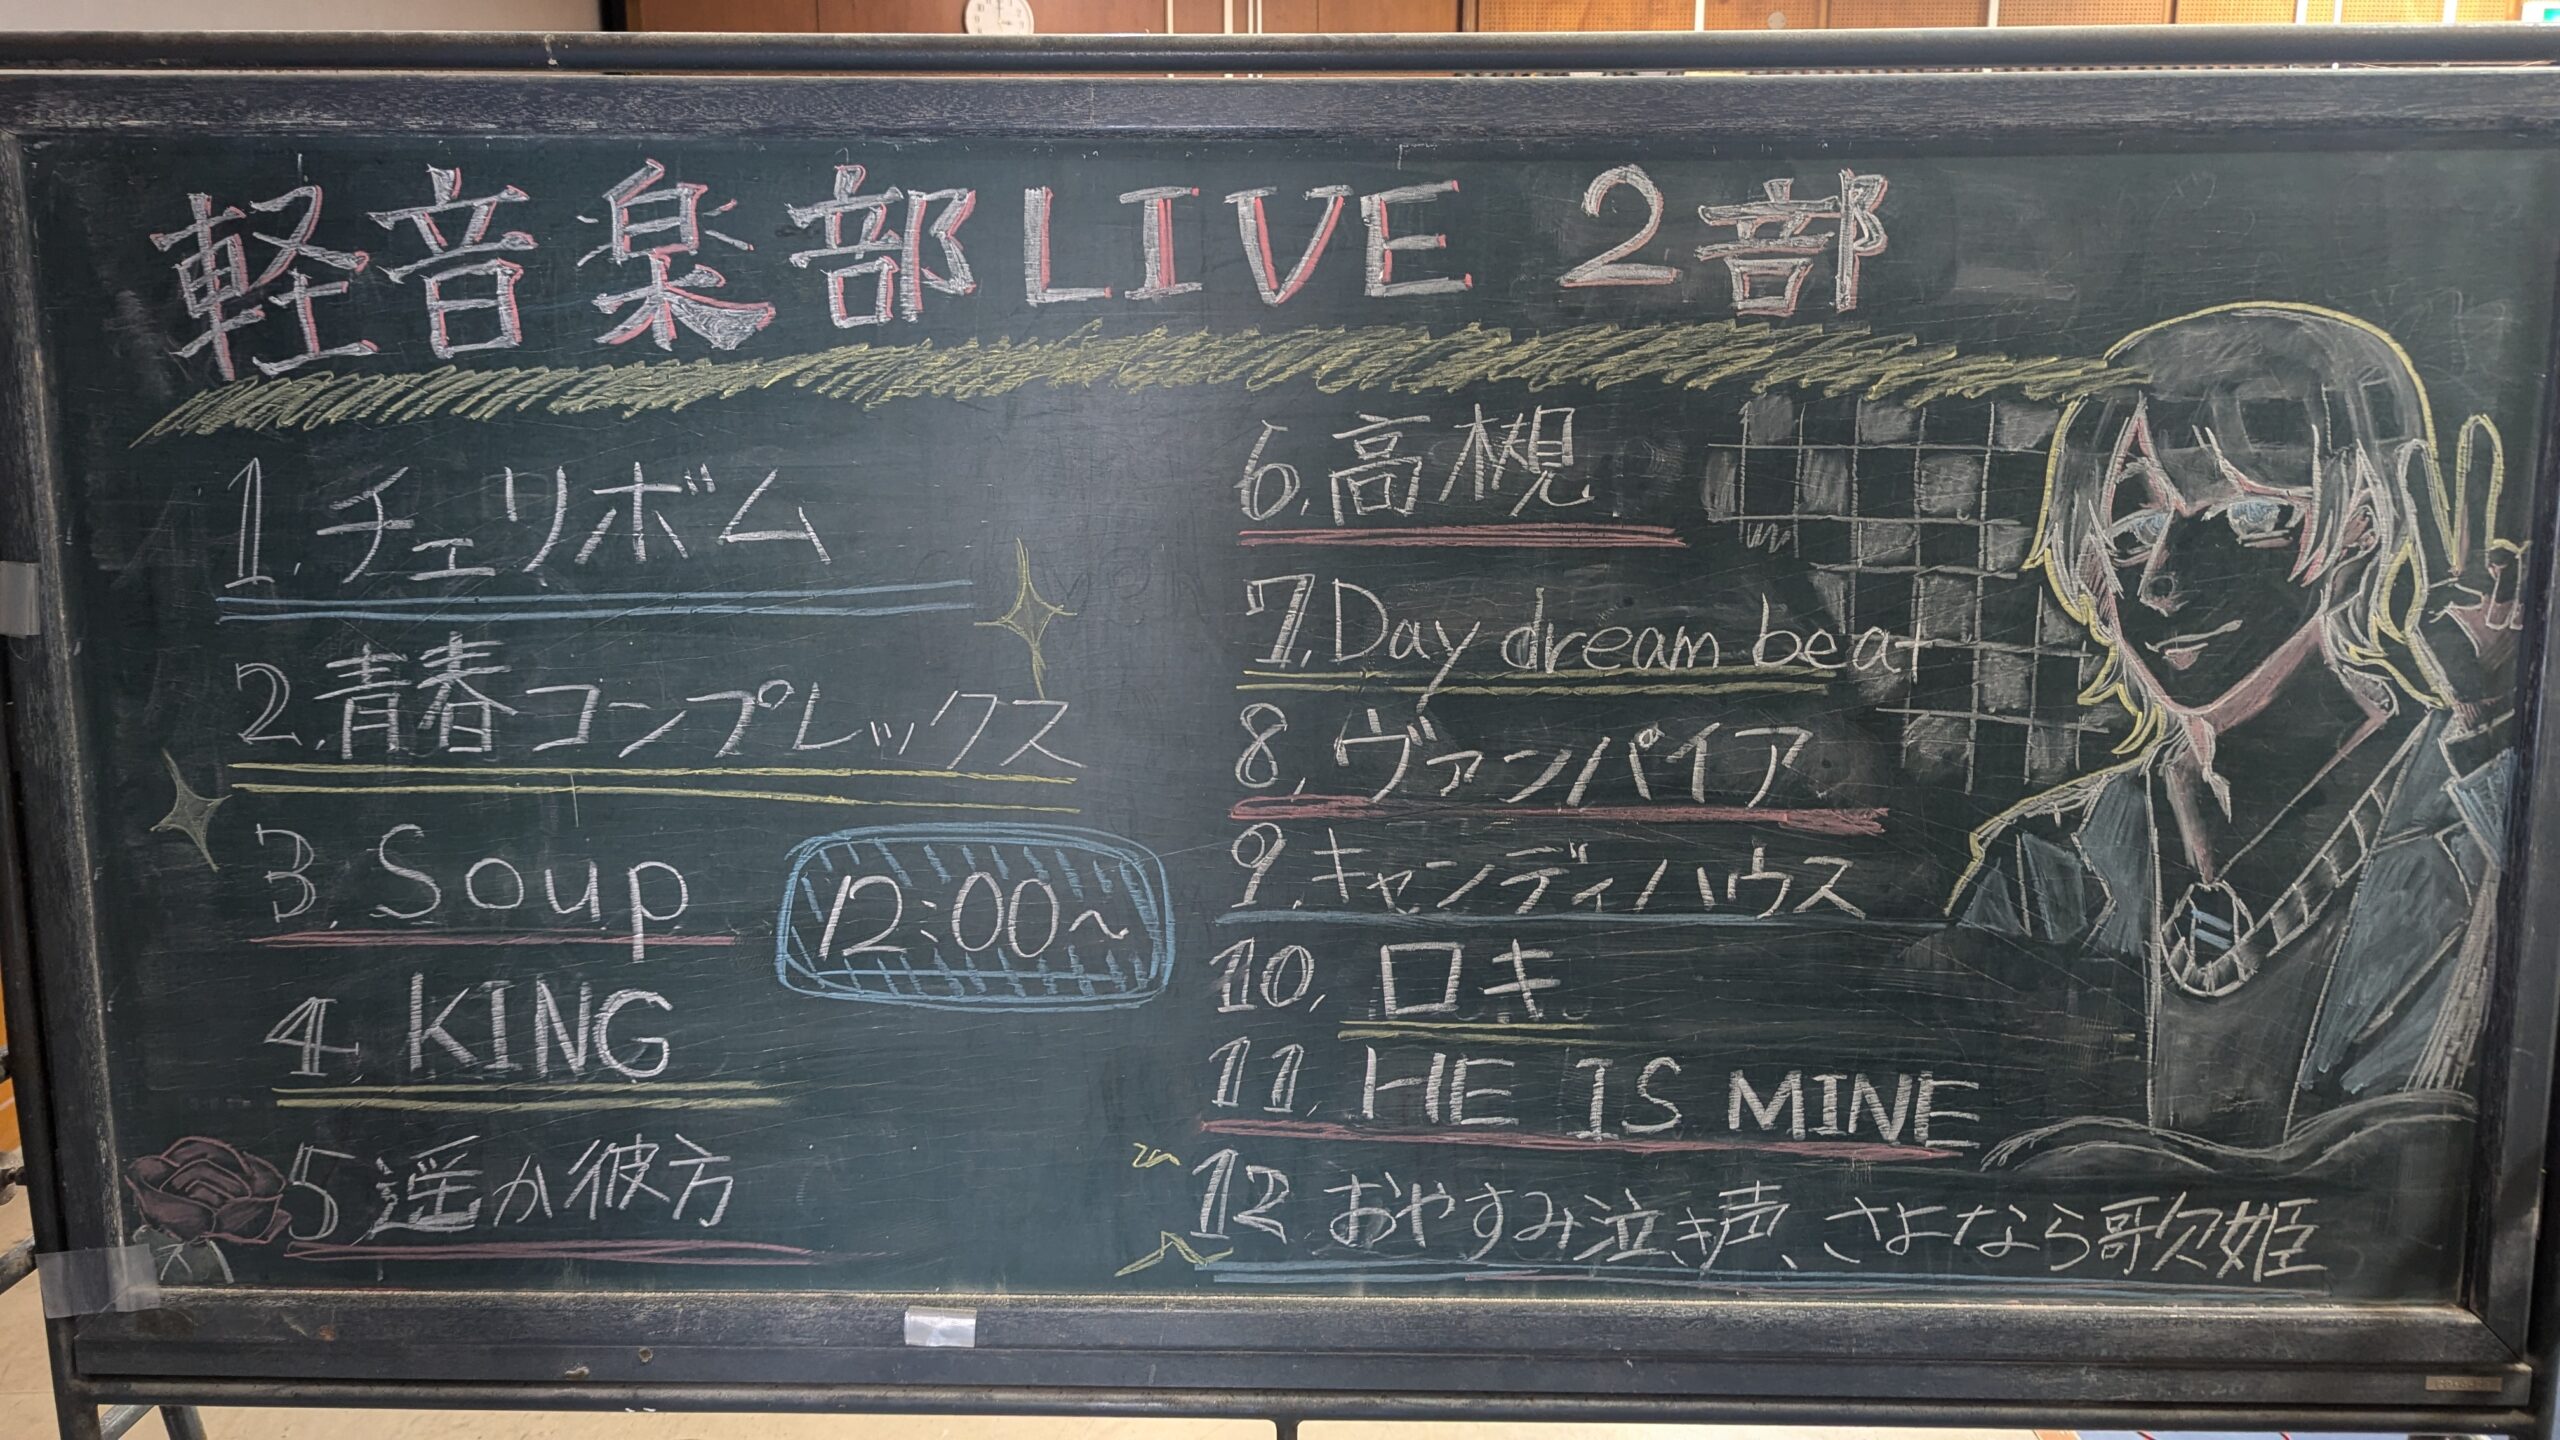 軽音楽部LIVE 2部
1.チェリボム
2.青春コンプレックス
3.Soup
12:00~
4 KING
5 遥か彼方
6.高槻
7.Day dream beat
8.ヴァンパイア
9.キャンディハウス
10.ロキ
11.HE IS MINE
12 おやすみ泣き声、さよなら歌姫